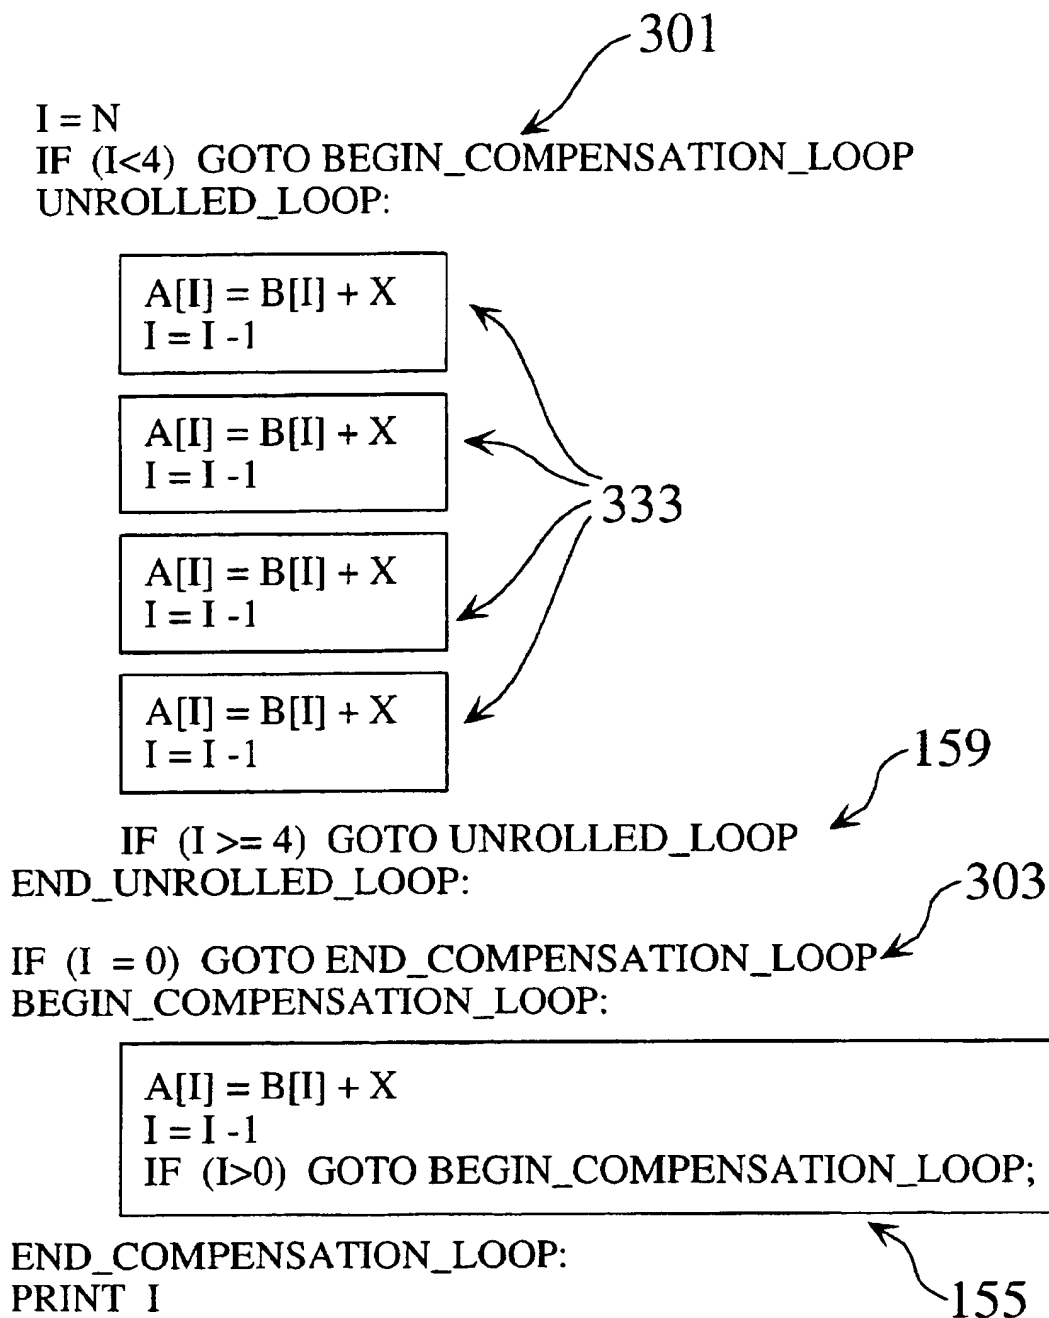 301
I = N
IF (I<4) GOTO BEGIN_COMPENSATION_LOOP
UNROLLED_LOOP:
A[I] = B[I] + X
I = I -1
A[I] = B[I] + X
I = I -1
333
A[I] = B[I] + X
I = I -1
A[I] = B[I] + X
I = I -1
159
IF (I >= 4) GOTO UNROLLED_LOOP
END_UNROLLED_LOOP:
303
IF (I = 0) GOTO END_COMPENSATION_LOOP
BEGIN_COMPENSATION_LOOP:
A[I] = B[I] + X
I = I -1
IF (I>0) GOTO BEGIN_COMPENSATION_LOOP;
END_COMPENSATION_LOOP:
PRINT I
155